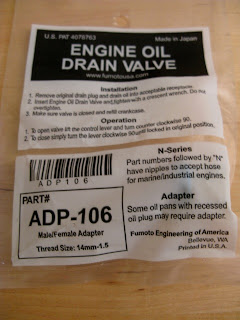 U.S. PAT 4076763 Made in Japan
ENGINE OIL
DRAIN VALVE
www.fumotousa.com
Installation
1. Remove original drain plug and drain oil into acceptable receptacle.
2. Insert Engine Oil Drain Valve and tighten with a crescent wrench. Do not
overtighten.
3. Make sure valve is closed and refill crankcase.
Operation
1. To open valve lift the control lever and turn counter clockwise 90.
2. To close simply turn the lever clockwise 90 until locked in original position.
ADP106
N-Series
Part numbers followed by "N"
have nipples to accept hose
for marine/industrial engines.
PART#
ADP-106
Male/Female Adapter
Thread Size: 14mm-1.5
Adapter
Some oil pans with recessed
oil plug may require adapter.
Fumoto Engineering of America
Bellevue, WA
Printed in U.S.A.